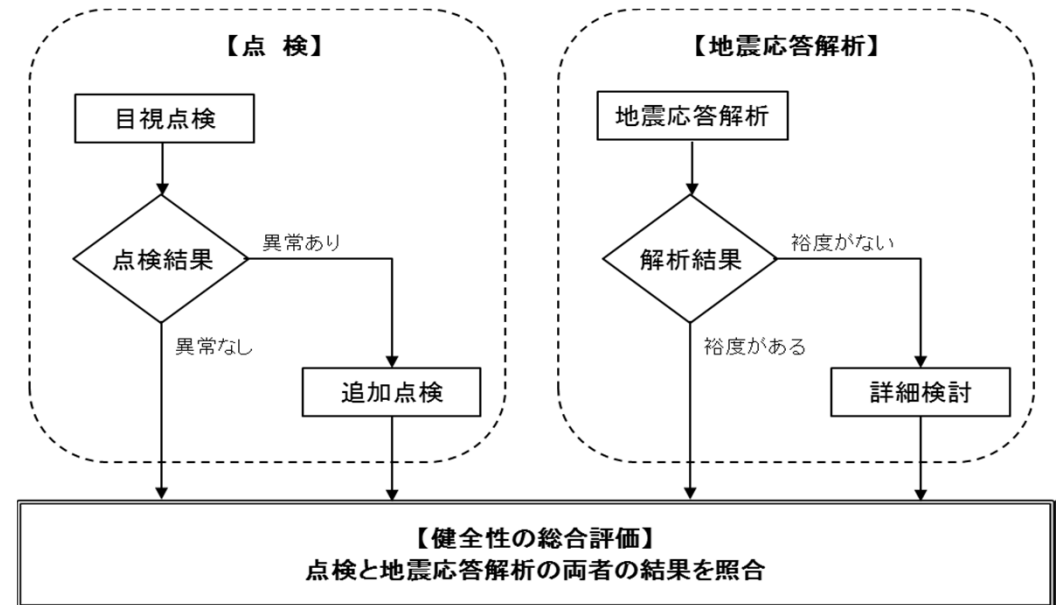 【点 検】
目視点検
点検結果
異常あり
異常なし
追加点検
【地震応答解析】
地震応答解析
解析結果
裕度がない
裕度がある
詳細検討
【健全性の総合評価】
点検と地震応答解析の両者の結果を照合